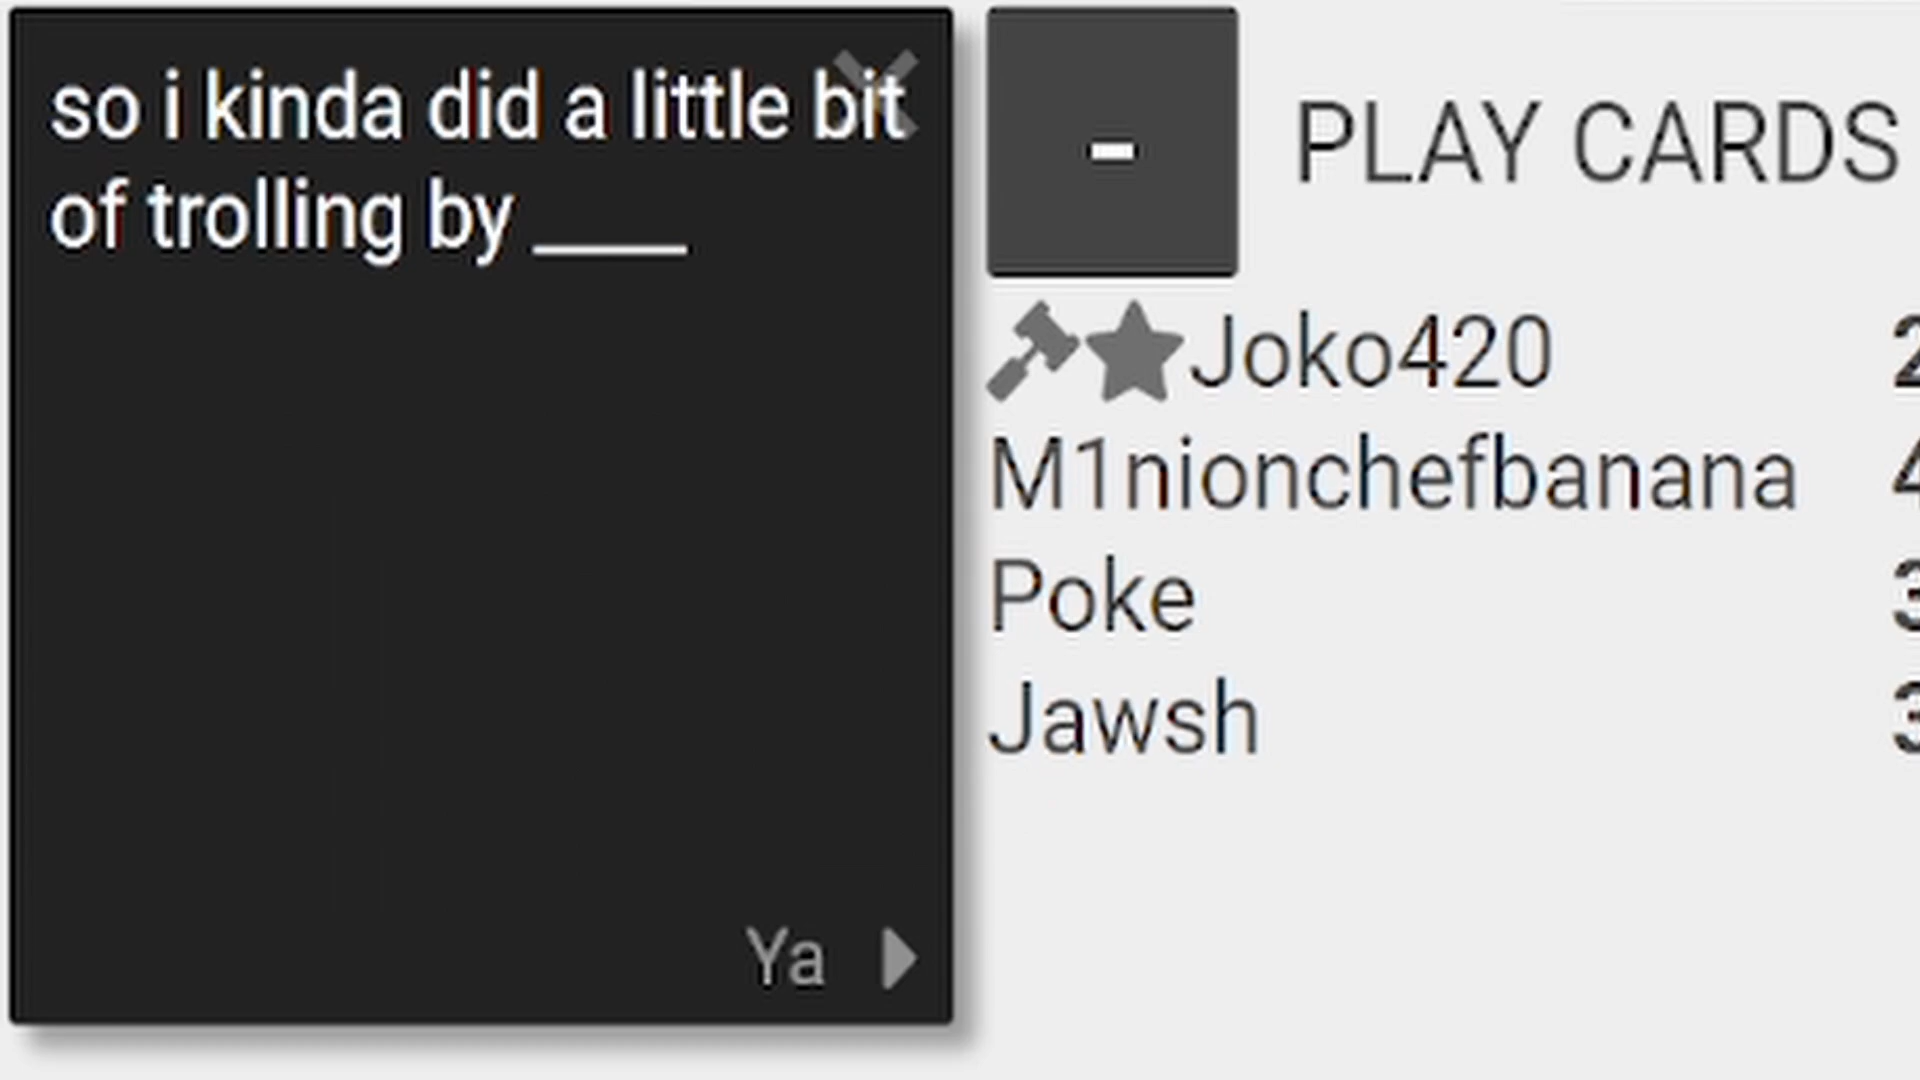 so i kinda did a little bit
of trolling by ____
Ya
-
PLAY CARDS
Joko420
M1nionchefbanana
Poke
Jawsh